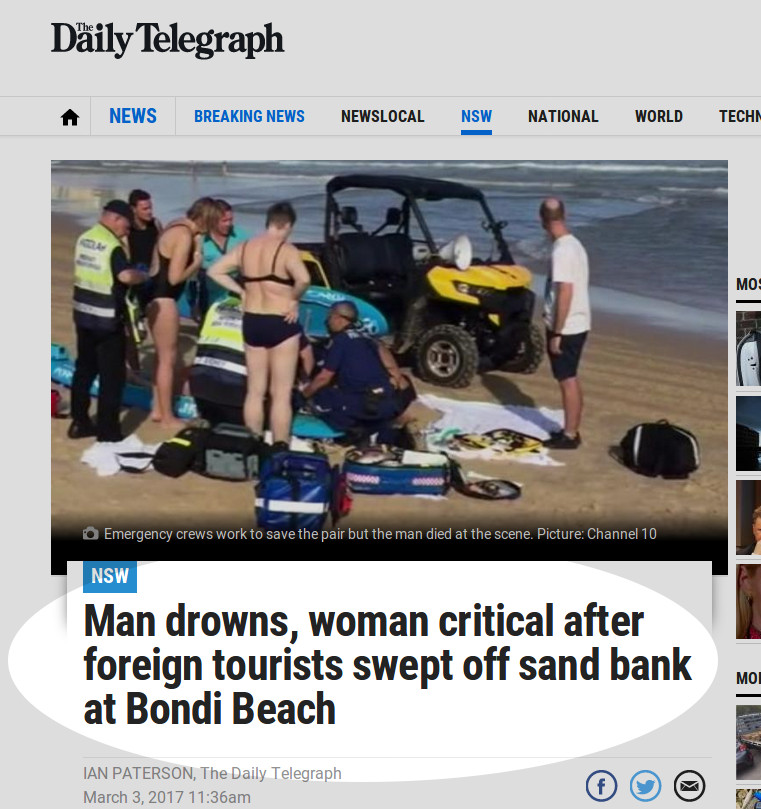 The Daily Telegraph
NEWS BREAKING NEWS NEWSLOCAL NSW NATIONAL WORLD TECHN
MOS
Emergency crews work to save the pair but the man died at the scene. Picture: Channel 10
NSW
Man drowns, woman critical after
foreign tourists swept off sand bank
at Bondi Beach
IAN PATERSON, The Daily Telegraph
March 3, 2017 11:36am